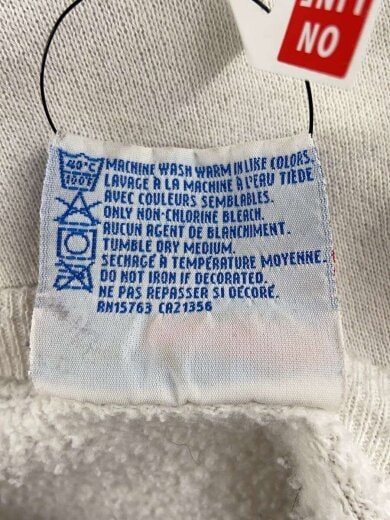 LINE
NO
40°C
100°F
MACHINE WASH WARM IN LIKE COLORS.
LAVAGE À LA MACHINE À L'EAU TIÈDE
AVEC COULEURS SEMBLABLES.
ONLY NON-CHLORINE BLEACH.
AUCUN AGENT DE BLANCHIMENT.
TUMBLE DRY MEDIUM.
SECHAGE À TEMPÉRATURE MOYENNE.
DO NOT IRON IF DECORATED.
NE PAS REPASSER SI DÉCORÉ.
RN15763 CA21356